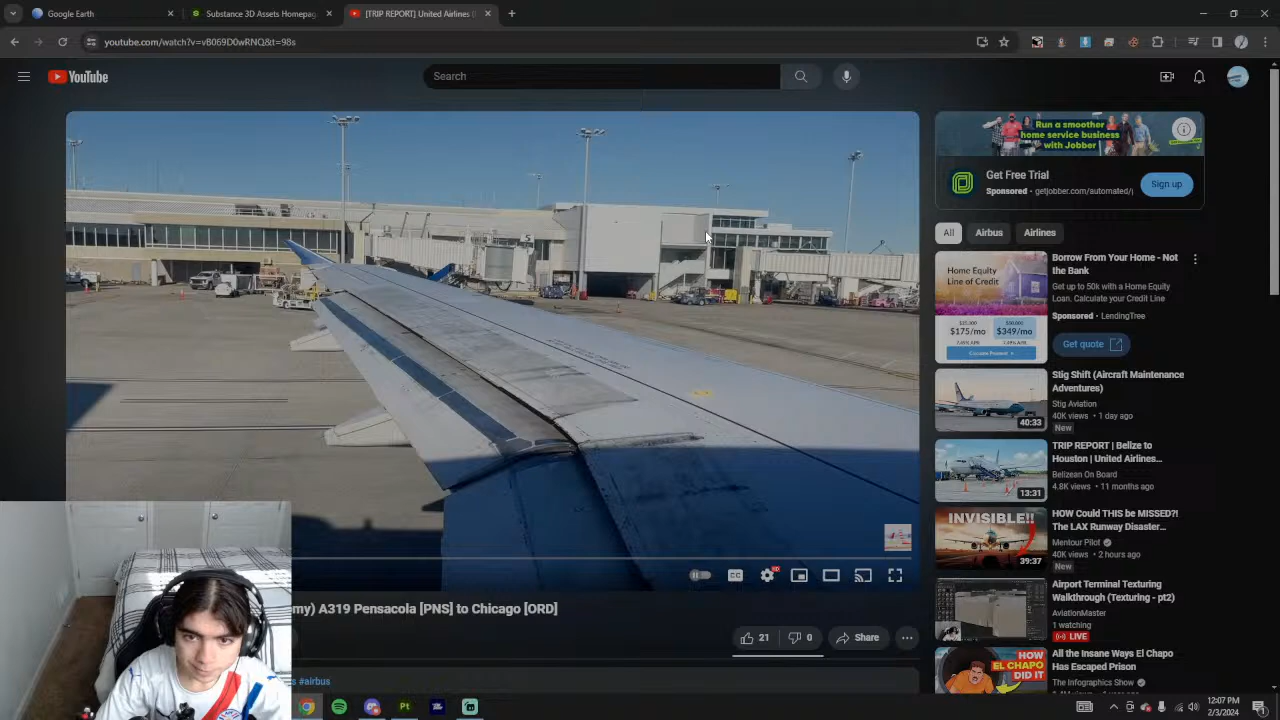 Google Earth
Substance 3D Assets Homepag
[TRIP REPORT] United Airlines (
youtube.com/watch?v=vB069D0wRNQ&t=98s
YouTube
Search
Run a smoother
home service business
with Jobber
Get Free Trial
Sponsored • getjobber.com/automated/
Sign up
All
Airbus
Airlines
Home Equity
Line of Credit
$175/mo
$349/mo
Borrow From Your Home - Not
the Bank
Get up to 50k with a Home Equity
Loan. Calculate your Credit Line
Sponsored • LendingTree
Get quote
Stig Shift (Aircraft Maintenance
Adventures)
Stig Aviation
40K views • 1 day ago
New
40:33
TRIP REPORT | Belize to
Houston | United Airlines...
Belizean On Board
4.8K views • 11 months ago
13:31
INVISIBLE!!
HOW Could THIS be MISSED?!
The LAX Runway Disaster...
Mentour Pilot
40K views • 2 hours ago
New
39:37
Airport Terminal Texturing
Walkthrough (Texturing - pt2)
AviationMaster
1 watching
LIVE
HOW
EL CHAPO
DID IT
All the Insane Ways El Chapo
Has Escaped Prison
The Infographics Show
CC
HD
my) A319 Pensacola [PNS] to Chicago [ORD]
21
0
Share
s #airbus
12:07 PM
2/3/2024